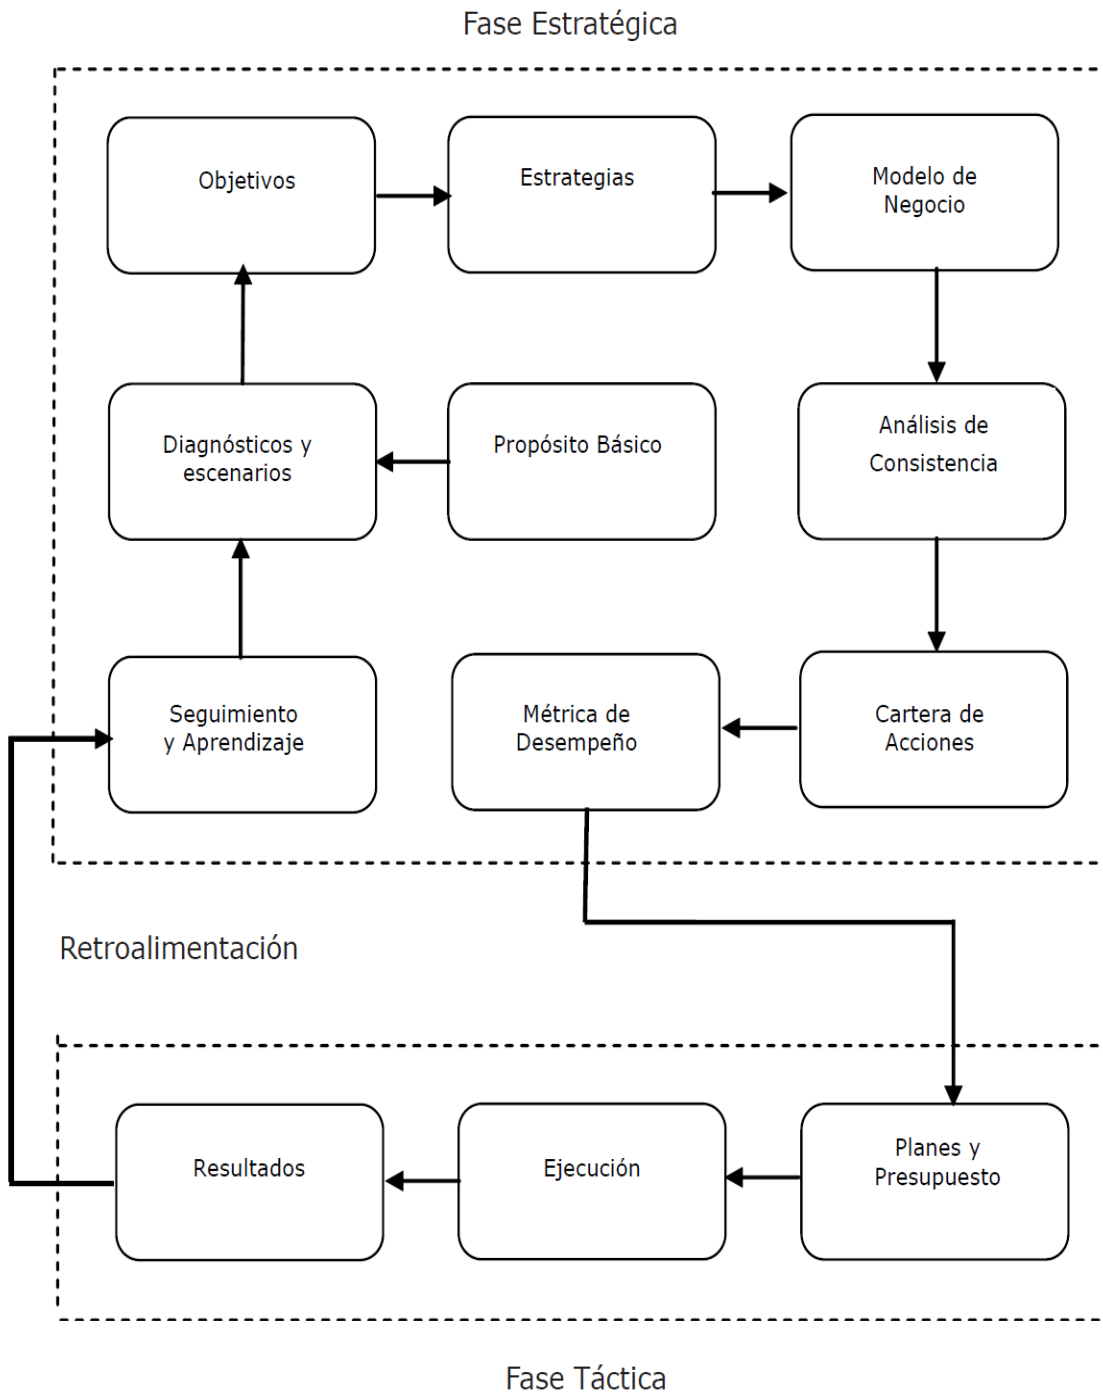 Fase Estratégica
Objetivos
Estrategias
Modelo de
Negocio
Diagnósticos y
escenarios
Propósito Básico
Análisis de
Consistencia
Seguimiento
y Aprendizaje
Métrica de
Desempeño
Cartera de
Acciones
Retroalimentación
Resultados
Ejecución
Planes y
Presupuesto
Fase Táctica